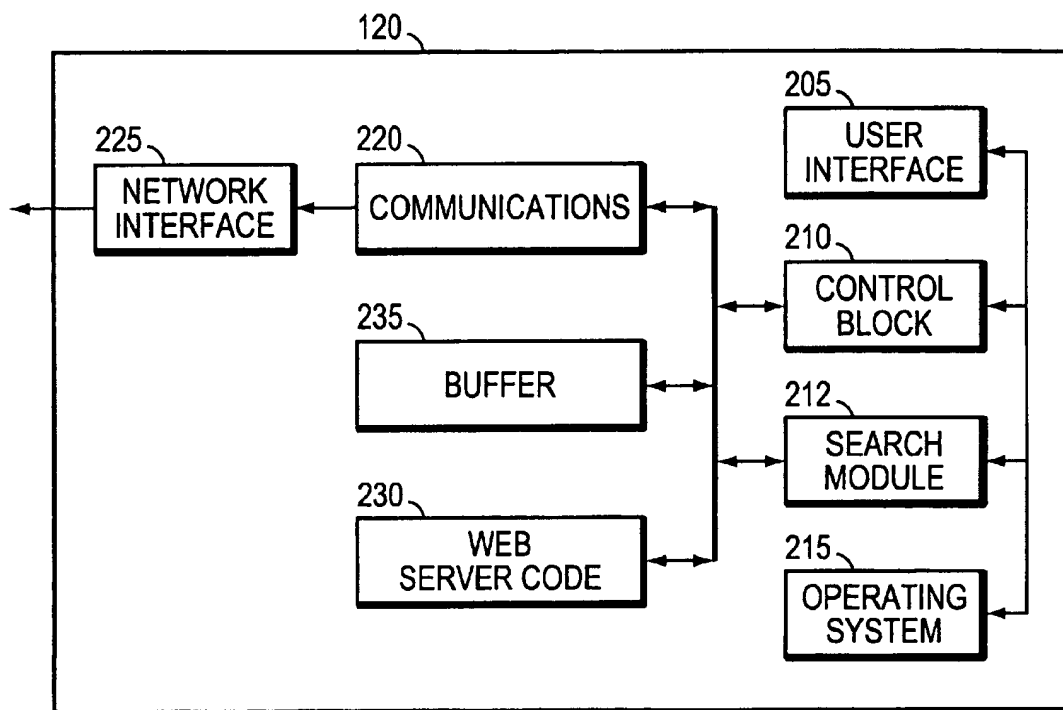 120
205
USER
INTERFACE
225
NETWORK
INTERFACE
220
COMMUNICATIONS
210
CONTROL
BLOCK
235
BUFFER
212
SEARCH
MODULE
230
WEB
SERVER CODE
215
OPERATING
SYSTEM